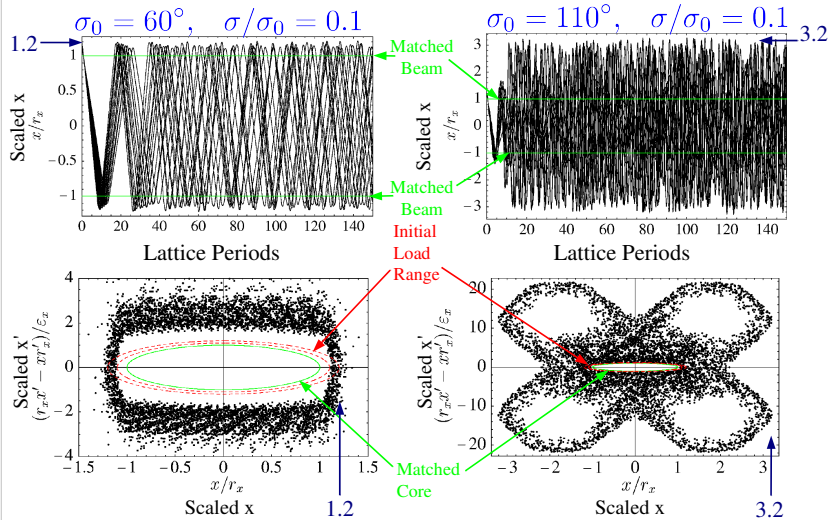 σ₀ = 60°, σ/σ₀ = 0.1
σ₀ = 110°, σ/σ₀ = 0.1
1.2
3.2
Matched
Beam
Scaled x
x/rₓ
1
0.5
0
−0.5
−1
0 20 40 60 80 100 120 140
Lattice Periods
Scaled x
x/rₓ
3
2
1
0
−1
−2
−3
0 20 40 60 80 100 120 140
Lattice Periods
Matched
Beam
Initial
Load
Range
Scaled x'
(rₓx′ − xr′ₓ)/εₓ
4
2
0
−2
−4
−1.5 −1 −0.5 0 0.5 1 1.5
x/rₓ
Scaled x
1.2
Scaled x'
(rₓx′ − xr′ₓ)/εₓ
20
10
0
−10
−20
−3 −2 −1 0 1 2 3
x/rₓ
Scaled x
3.2
Matched
Core